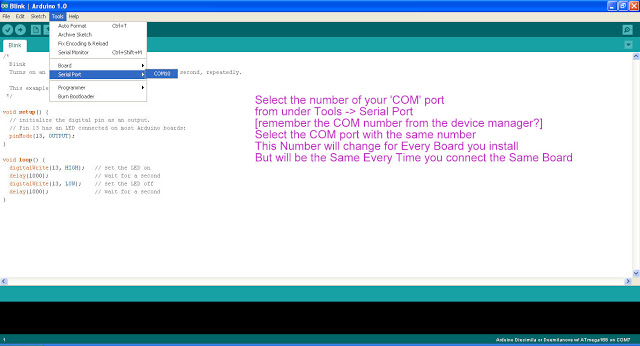 Blink | Arduino 1.0
File Edit Sketch Tools Help
Auto Format Ctrl+T
Archive Sketch
Fix Encoding & Reload
Serial Monitor Ctrl+Shift+M
Board
Serial Port
COM10
Programmer
Burn Bootloader
Blink
/*
Blink
Turns on an second, repeatedly.
This example
*/
void setup() {
// initialize the digital pin as an output.
// Pin 13 has an LED connected on most Arduino boards:
pinMode(13, OUTPUT);
}
void loop() {
digitalWrite(13, HIGH); // set the LED on
delay(1000); // wait for a second
digitalWrite(13, LOW); // set the LED off
delay(1000); // wait for a second
}
Select the number of your 'COM' port
from under Tools -> Serial Port
[remember the COM number from the device manager?]
Select the COM port with the same number
This Number will change for Every Board you install
But will be the Same Every Time you connect the Same Board
1
Arduino Diecimila or Duemilanove w/ ATmega168 on COM7